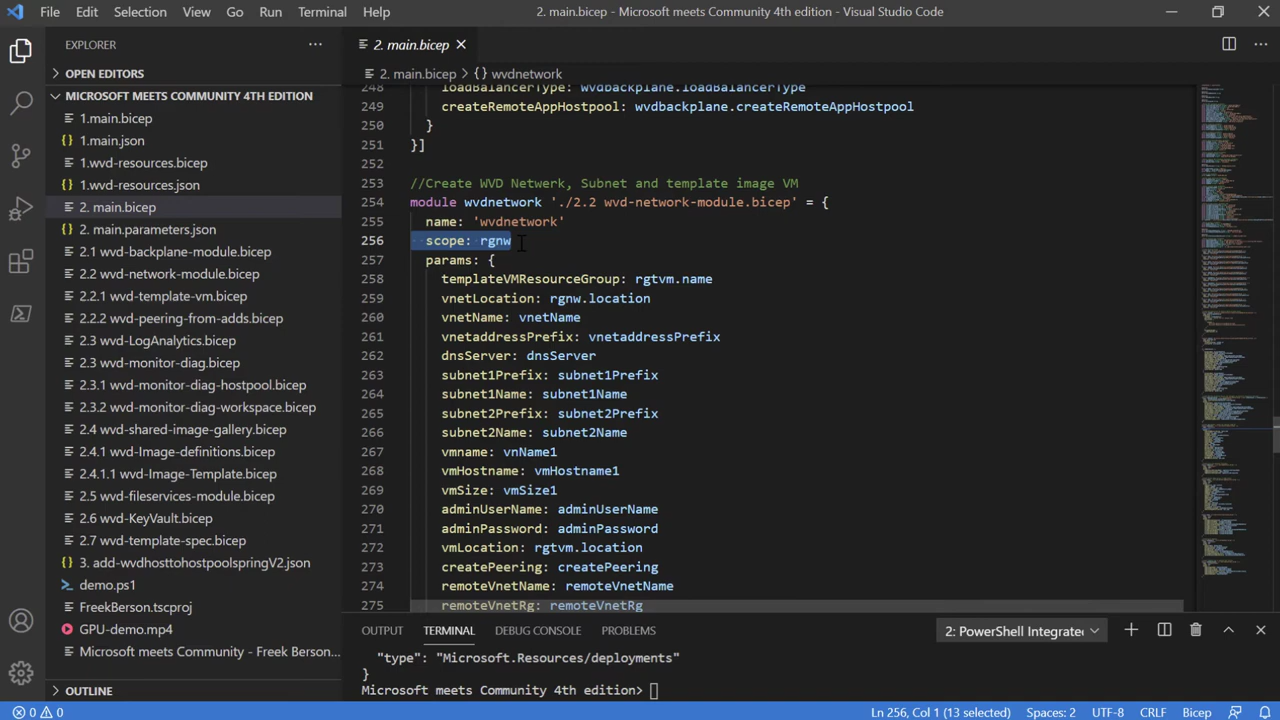 File Edit Selection View Go Run Terminal Help 2. main.bicep - Microsoft meets Community 4th edition - Visual Studio Code
EXPLORER
OPEN EDITORS
MICROSOFT MEETS COMMUNITY 4TH EDITION
1.main.bicep
{} 1.main.json
1.wvd-resources.bicep
{} 1.wvd-resources.json
2. main.bicep
{} 2. main.parameters.json
2.1 wvd-backplane-module.bicep
2.2 wvd-network-module.bicep
2.2.1 wvd-template-vm.bicep
2.2.2 wvd-peering-from-adds.bicep
2.3 wvd-LogAnalytics.bicep
2.3 wvd-monitor-diag.bicep
2.3.1 wvd-monitor-diag-hostpool.bicep
2.3.2 wvd-monitor-diag-workspace.bicep
2.4 wvd-shared-image-gallery.bicep
2.4.1 wvd-Image-definitions.bicep
2.4.1.1 wvd-Image-Template.bicep
2.5 wvd-fileservices-module.bicep
2.6 wvd-KeyVault.bicep
2.7 wvd-template-spec.bicep
{} 3. add-wvdhosttohostpoolspringV2.json
demo.ps1
FreekBerson.tscproj
GPU-demo.mp4
Microsoft meets Community - Freek Berson...
OUTLINE
2. main.bicep
2. main.bicep > {} wvdnetwork
248 loadbalancerType: wvdbackplane.loadbalancerType
249 createRemoteAppHostpool: wvdbackplane.createRemoteAppHostpool
250 }
251 }]
252
253 //Create WVD Netwerk, Subnet and template image VM
254 module wvdnetwork './2.2 wvd-network-module.bicep' = {
255 name: 'wvdnetwork'
256 scope: rgnw
257 params: {
258 templateVMresourceGroup: rgtvm.name
259 vnetLocation: rgnw.location
260 vnetName: vnetName
261 vnetaddressPrefix: vnetaddressPrefix
262 dnsServer: dnsServer
263 subnet1Prefix: subnet1Prefix
264 subnet1Name: subnet1Name
265 subnet2Prefix: subnet2Prefix
266 subnet2Name: subnet2Name
267 vmname: vmname1
268 vmHostname: vmHostname1
269 vmSize: vmSize1
270 adminUserName: adminUserName
271 adminPassword: adminPassword
272 vmLocation: rgtvm.location
273 createPeering: createPeering
274 remoteVnetName: remoteVnetName
275 remoteVnetRg: remoteVnetRg
OUTPUT TERMINAL DEBUG CONSOLE PROBLEMS 2: PowerShell Integrated
"type": "Microsoft.Resources/deployments"
}
Microsoft meets Community 4th edition>
0 0 Ln 256, Col 1 (13 selected) Spaces: 2 UTF-8 CRLF Bicep